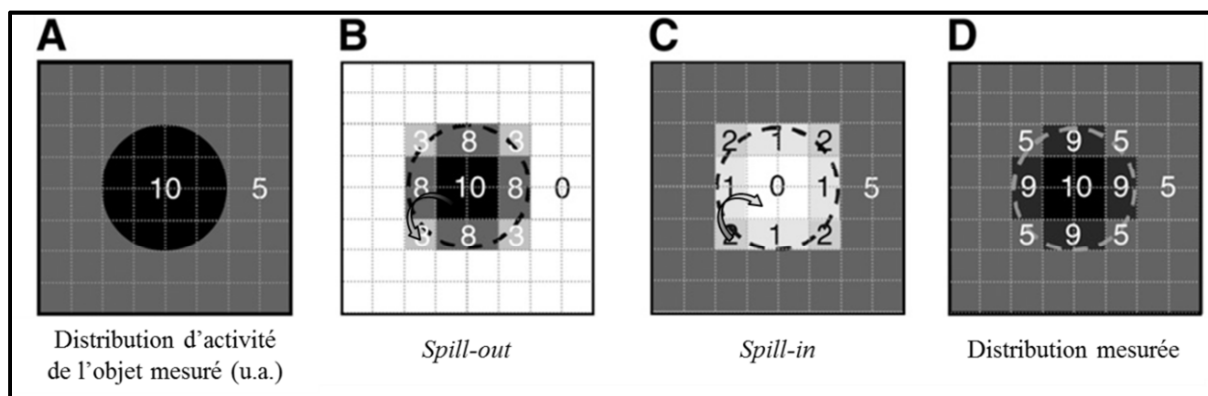 A B C D
10 5
3 8 3
8 10 8 0
3 8 3
2 1 2
1 0 1 5
2 1 2
5 9 5
9 10 9 5
5 9 5
Distribution d'activité
de l'objet mesuré (u.a.)
Spill-out
Spill-in
Distribution mesurée